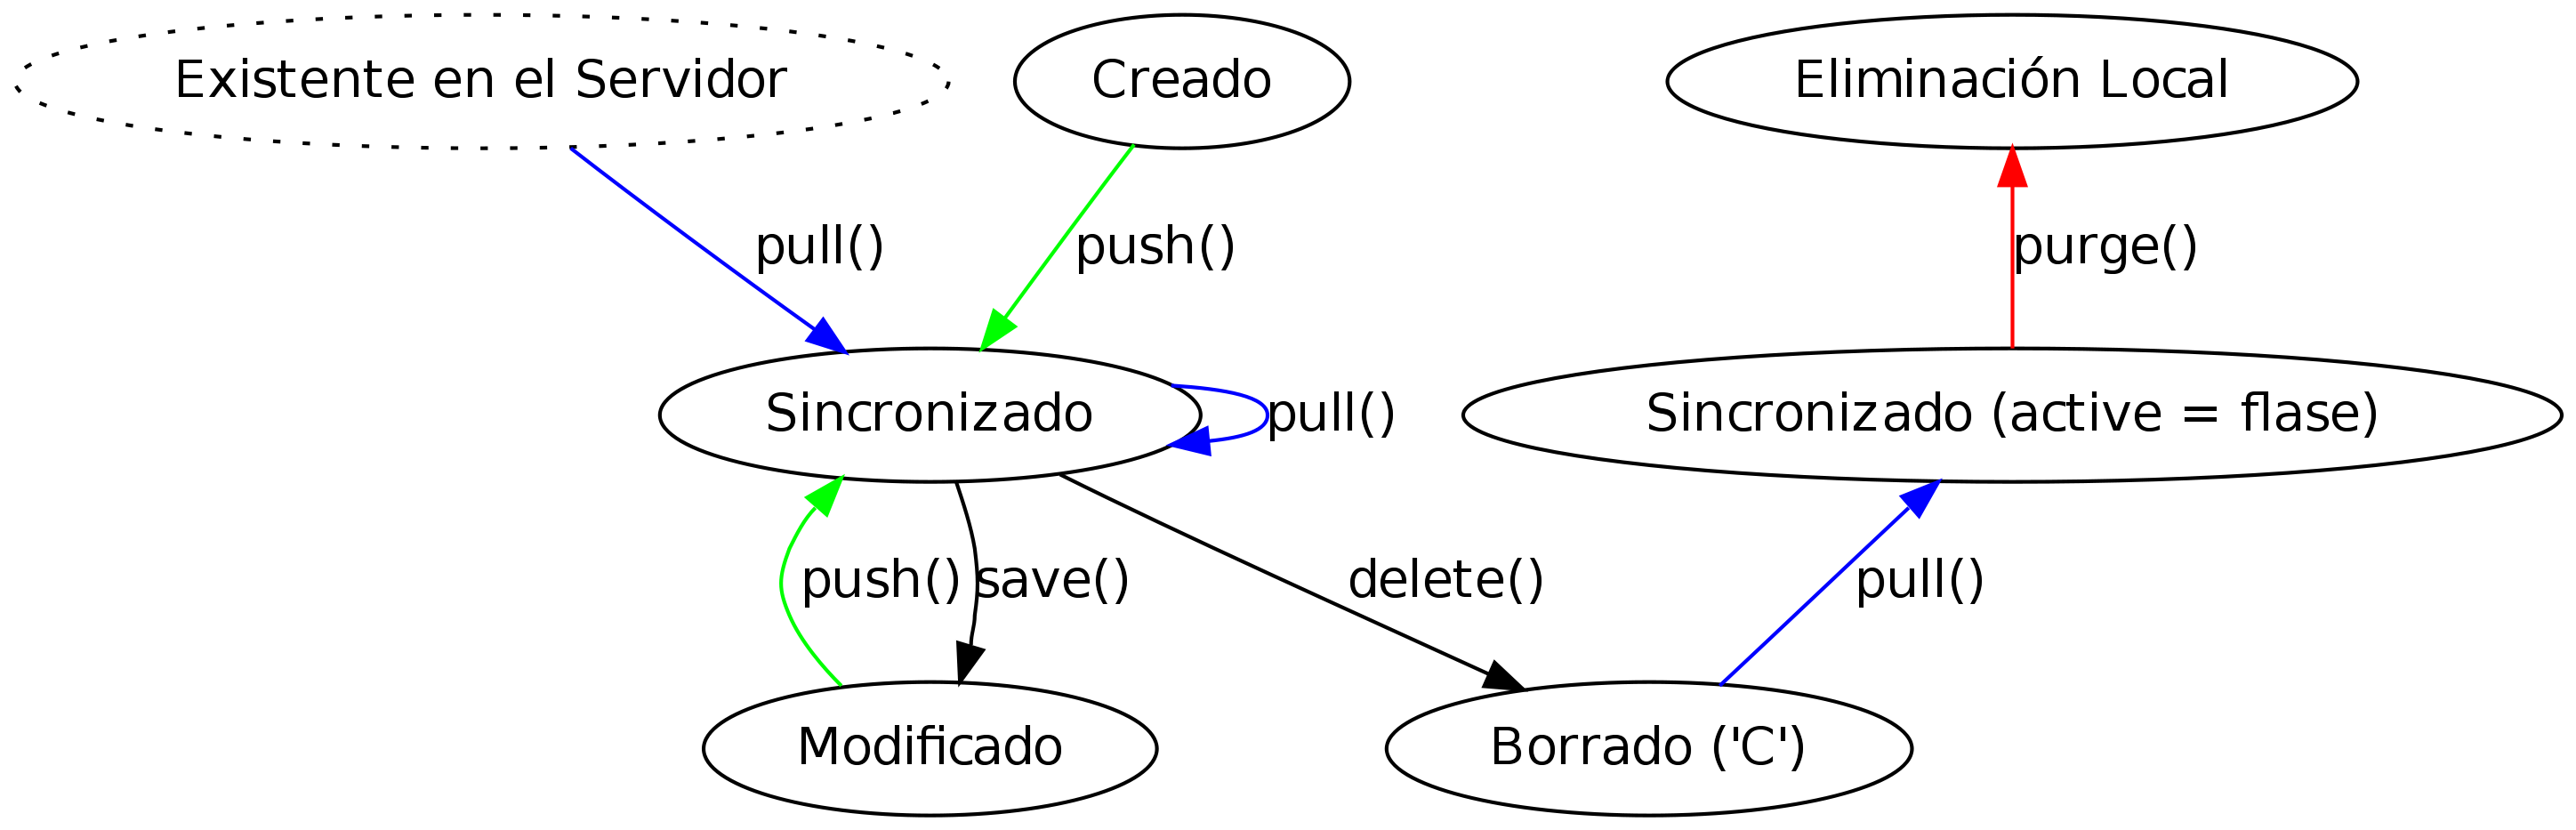 Existente en el Servidor
Creado
Eliminación Local
pull()
push()
purge()
Sincronizado
pull()
Sincronizado (active = flase)
push()
save()
delete()
pull()
Modificado
Borrado ('C')